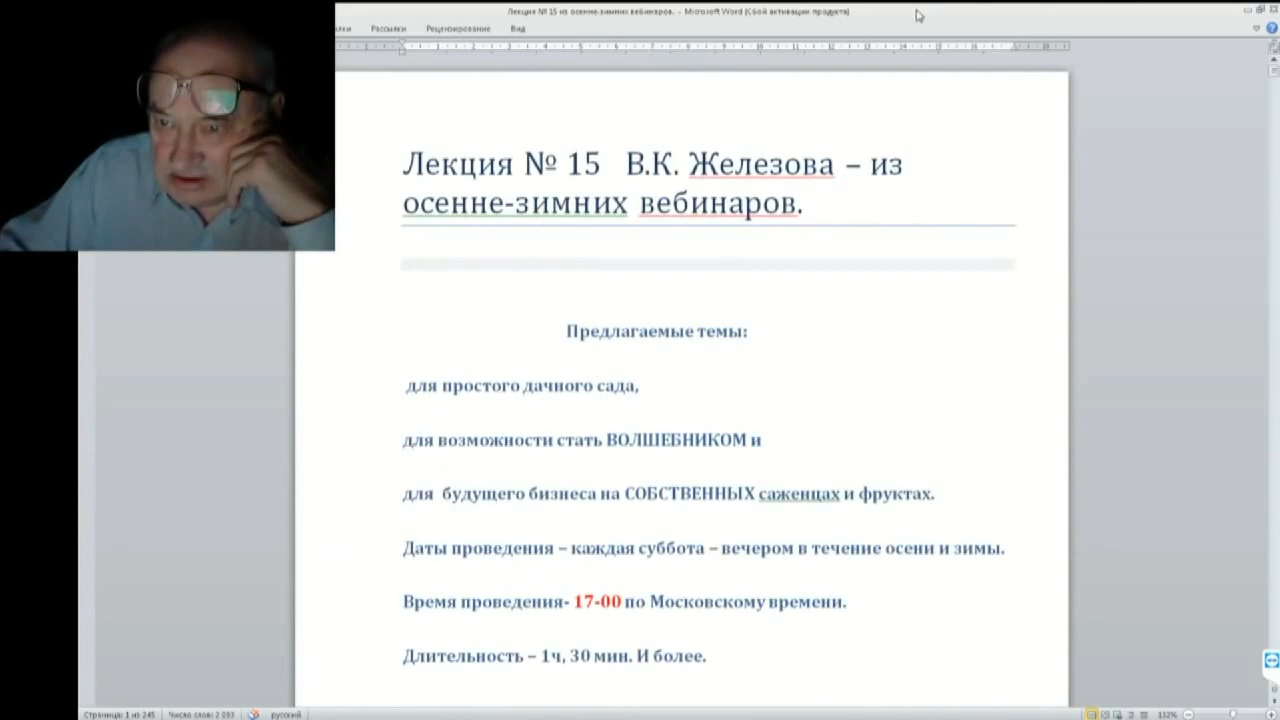 Лекция № 15 из осенне-зимних вебинаров. - Microsoft Word (Сбой активации продукта)
Рассылки
Рецензирование
Вид
Лекция № 15 В.К. Железова – из
осенне-зимних вебинаров.
Предлагаемые темы:
для простого дачного сада,
для возможности стать ВОЛШЕБНИКОМ и
для будущего бизнеса на СОБСТВЕННЫХ саженцах и фруктах.
Даты проведения – каждая суббота – вечером в течение осени и зимы.
Время проведения- 17-00 по Московскому времени.
Длительность – 1ч, 30 мин. И более.
Страница: 1 из 245 Число слов: 2 093 русский 132%